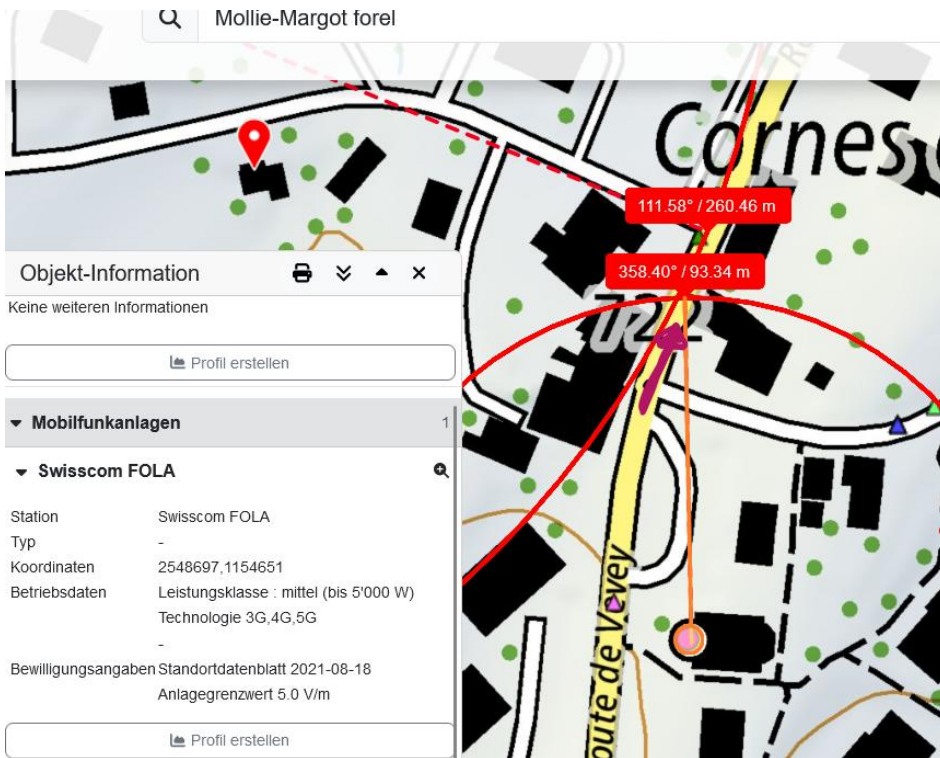 Mollie-Margot forel
Cornes
111.58° / 260.46 m
358.40° / 93.34 m
722
Objekt-Information
Keine weiteren Informationen
Profil erstellen
Mobilfunkanlagen 1
Swisscom FOLA
Station Swisscom FOLA
Typ -
Koordinaten 2548697,1154651
Betriebsdaten Leistungsklasse : mittel (bis 5'000 W)
Technologie 3G,4G,5G
-
Bewilligungsangaben Standortdatenblatt 2021-08-18
Anlagegrenzwert 5.0 V/m
Profil erstellen
oute de Vevey